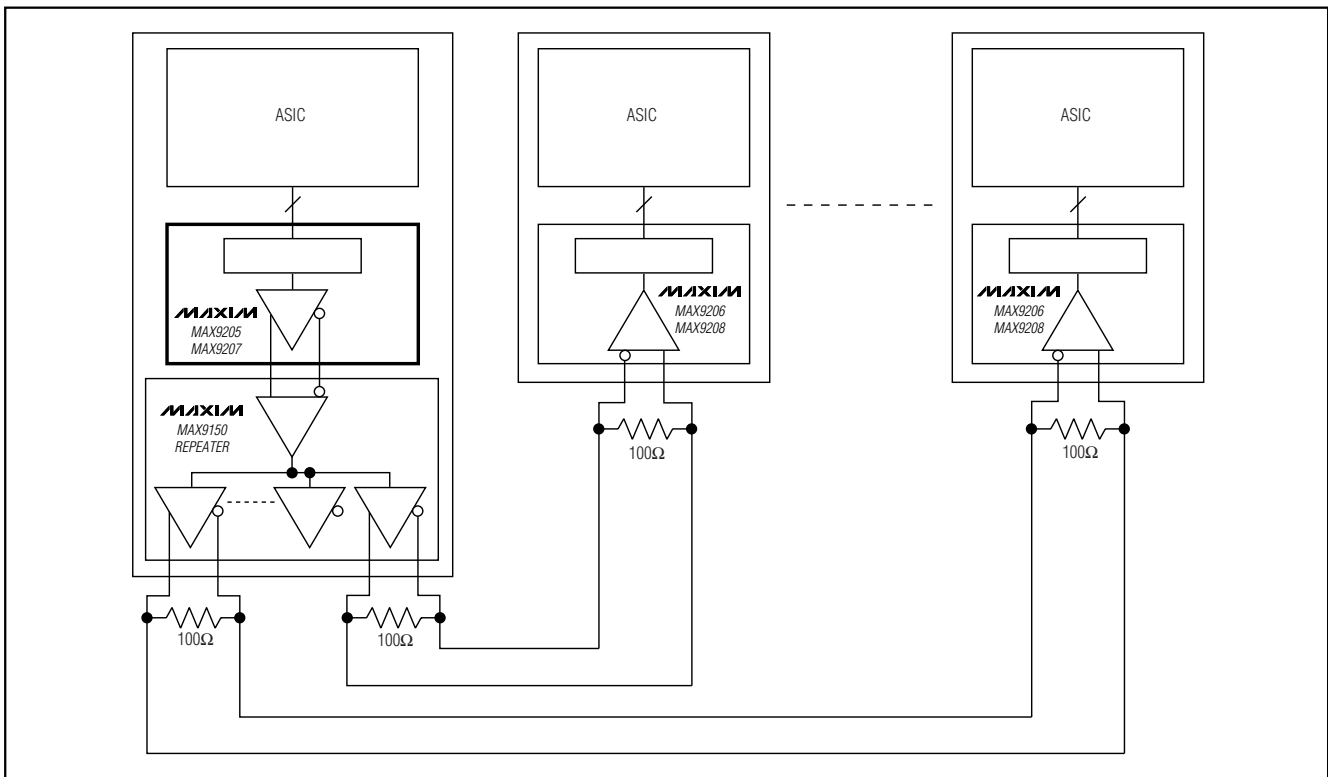 ASIC
ASIC
ASIC
MAXIM
MAX9205
MAX9207
MAXIM
MAX9206
MAX9208
MAXIM
MAX9206
MAX9208
MAXIM
MAX9150
REPEATER
100Ω
100Ω
100Ω
100Ω